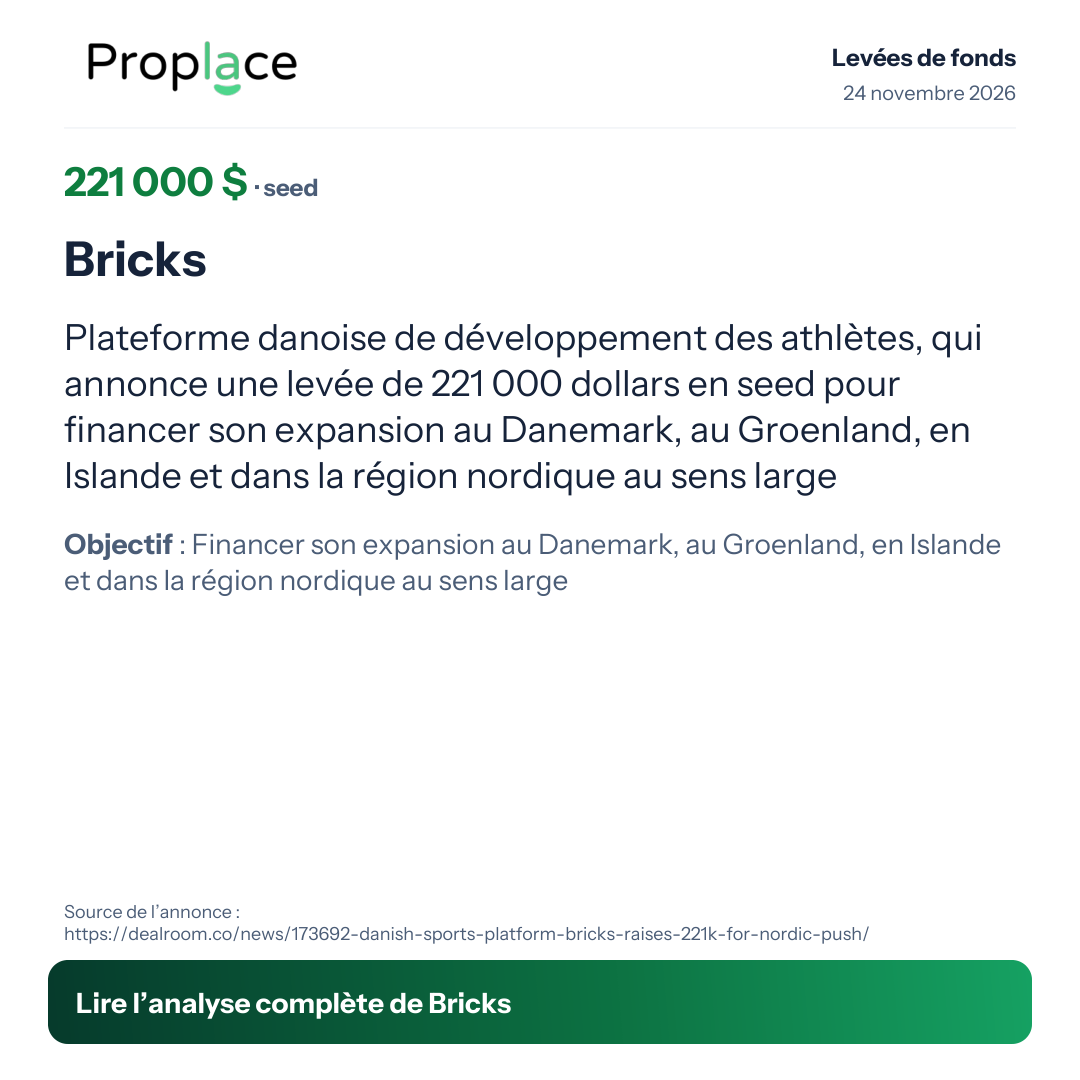 Proplace
Levées de fonds
24 novembre 2026
221 000 $ · seed
Bricks
Plateforme danoise de développement des athlètes, qui
annonce une levée de 221 000 dollars en seed pour
financer son expansion au Danemark, au Groenland, en
Islande et dans la région nordique au sens large
Objectif : Financer son expansion au Danemark, au Groenland, en Islande
et dans la région nordique au sens large
Source de l’annonce :
https://dealroom.co/news/173692-danish-sports-platform-bricks-raises-221k-for-nordic-push/
Lire l’analyse complète de Bricks